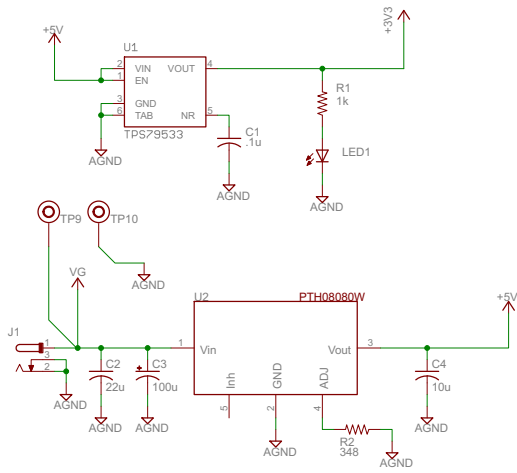 +5V
+3V3
U1
2 VIN VOUT 4
1 EN
3 GND
6 TAB NR 5
TPS79533
R1
1k
C1
.1u
LED1
AGND
AGND
AGND
TP9
TP10
VG
AGND
U2
PTH08080W
+5V
J1
1
3
2
1 Vin Vout 3
C2
22u
C3
100u
C4
10u
Inh
GND
ADJ
5
2
4
AGND
AGND
AGND
AGND
R2
348
AGND
AGND